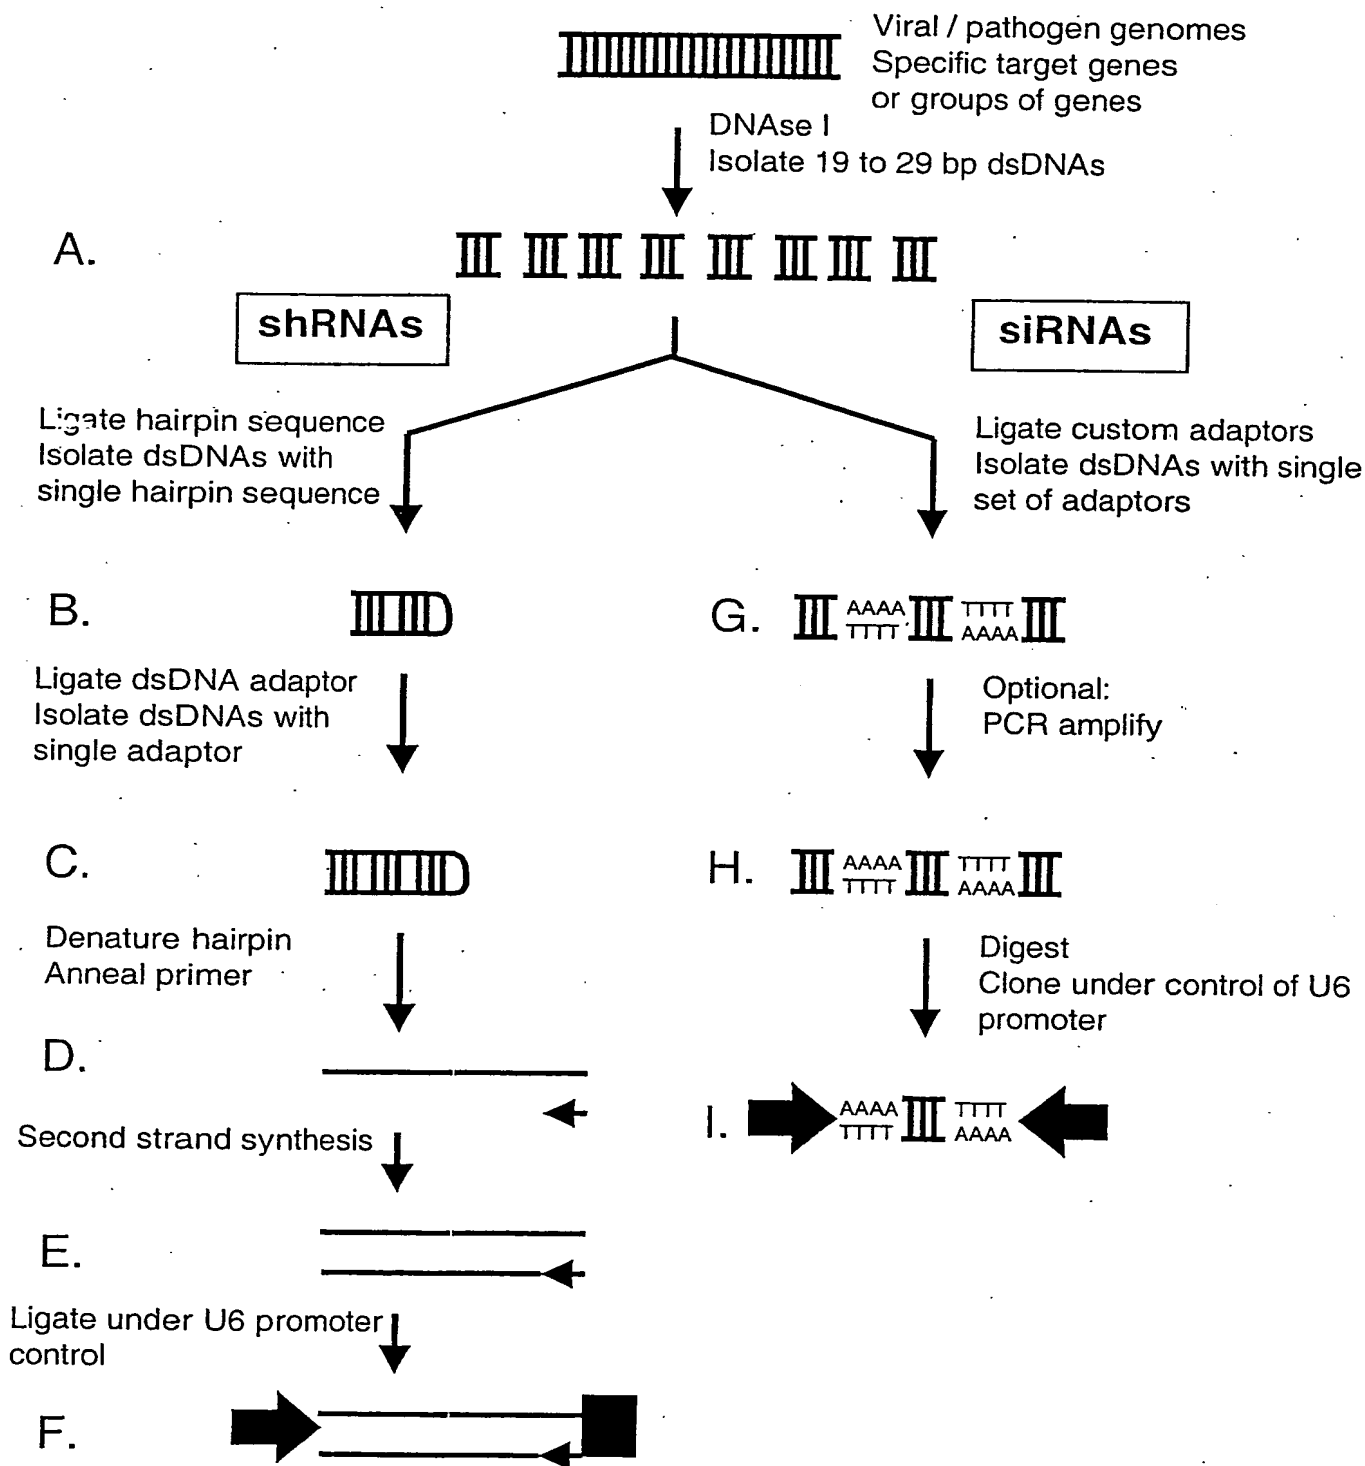 Viral / pathogen genomes
Specific target genes
or groups of genes
DNAse I
Isolate 19 to 29 bp dsDNAs
A.
shRNAs
siRNAs
Ligate hairpin sequence
Isolate dsDNAs with
single hairpin sequence
Ligate custom adaptors
Isolate dsDNAs with single
set of adaptors
B.
G.
AAAA
TTTT
TTTT
AAAA
Ligate dsDNA adaptor
Isolate dsDNAs with
single adaptor
Optional:
PCR amplify
C.
H.
AAAA
TTTT
TTTT
AAAA
Denature hairpin
Anneal primer
Digest
Clone under control of U6
promoter
D.
I.
AAAA
TTTT
TTTT
AAAA
Second strand synthesis
E.
Ligate under U6 promoter
control
F.